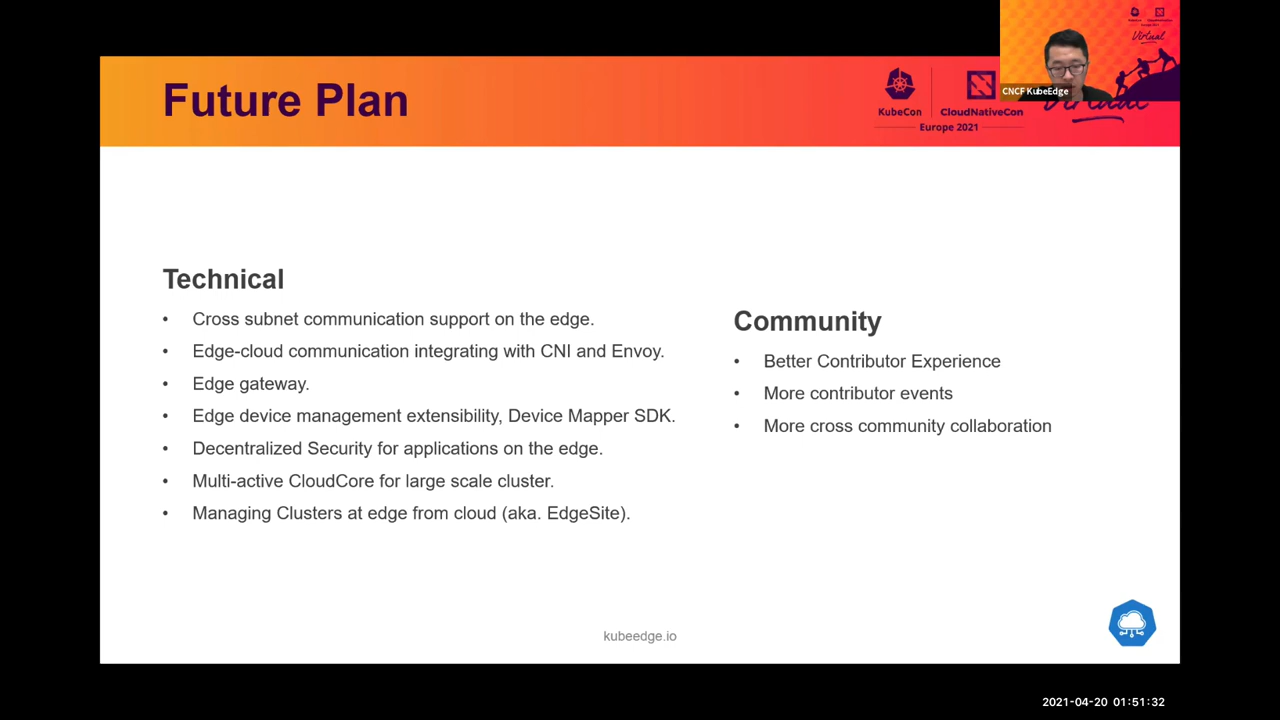 Future Plan
KubeCon
CloudNativeCon
Europe 2021
Virtual
Virtual
CNCF KubeEdge
Technical
• Cross subnet communication support on the edge.
• Edge-cloud communication integrating with CNI and Envoy.
• Edge gateway.
• Edge device management extensibility, Device Mapper SDK.
• Decentralized Security for applications on the edge.
• Multi-active CloudCore for large scale cluster.
• Managing Clusters at edge from cloud (aka. EdgeSite).
Community
• Better Contributor Experience
• More contributor events
• More cross community collaboration
kubeedge.io
2021-04-20 01:51:32